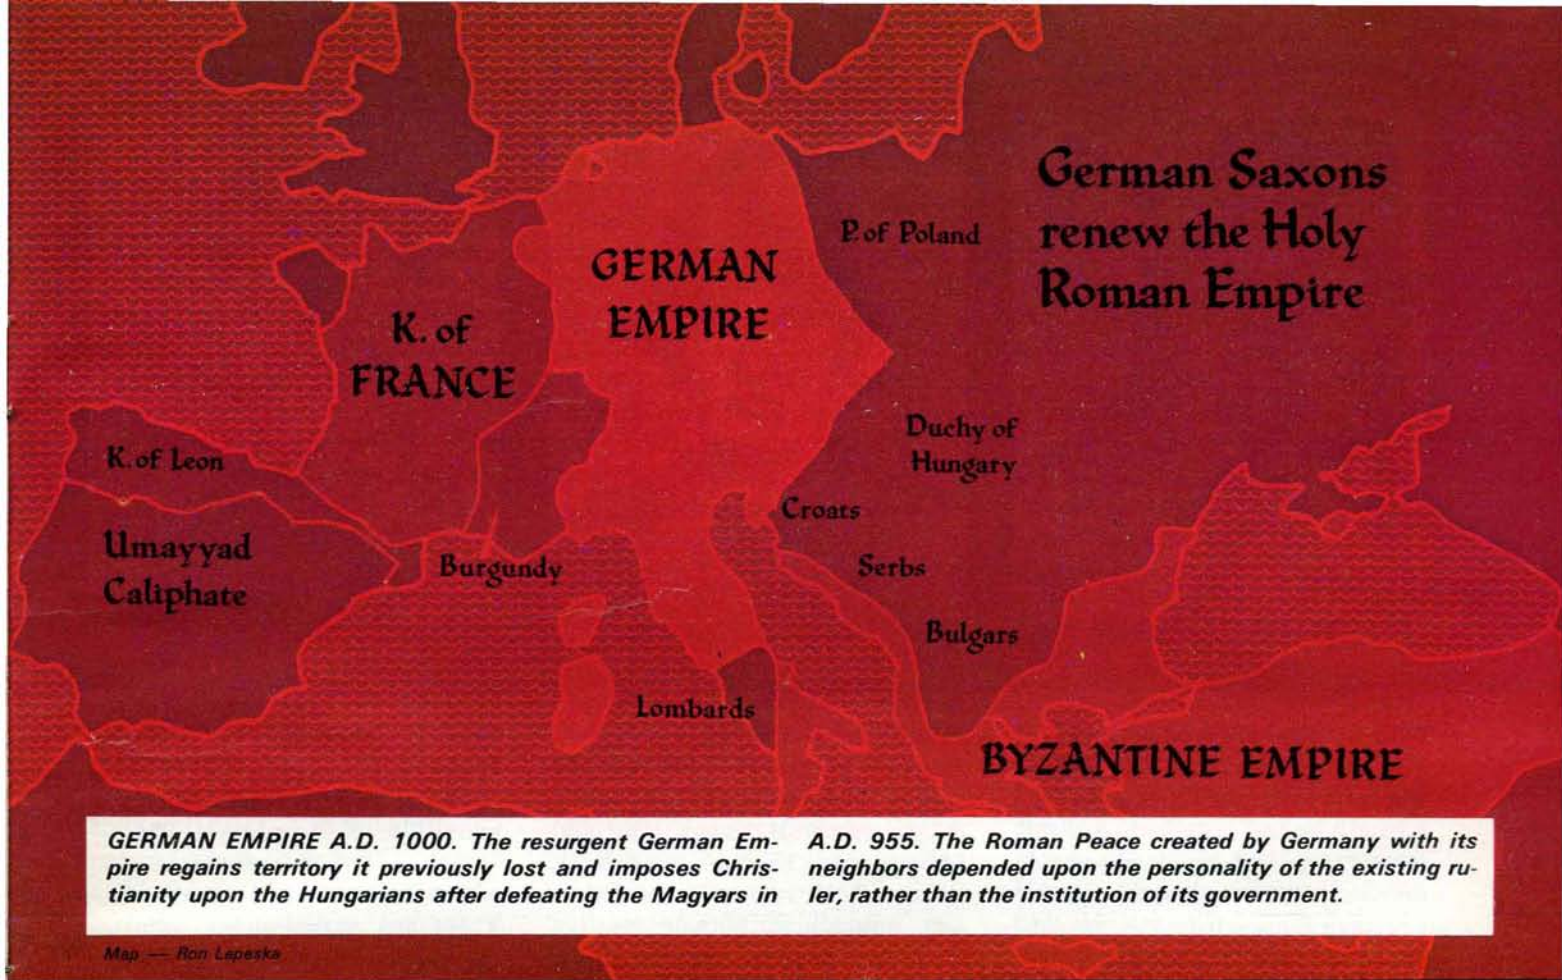 German Saxons
renew the Holy
Roman Empire
P. of Poland
GERMAN
EMPIRE
K. of
FRANCE
Duchy of
Hungary
K. of Leon
Croats
Umayyad
Caliphate
Burgundy
Serbs
Bulgars
Lombards
BYZANTINE EMPIRE
GERMAN EMPIRE A.D. 1000. The resurgent German Em-
pire regains territory it previously lost and imposes Chris-
tianity upon the Hungarians after defeating the Magyars in
A.D. 955. The Roman Peace created by Germany with its
neighbors depended upon the personality of the existing ru-
ler, rather than the institution of its government.
Map — Ron Lepeska